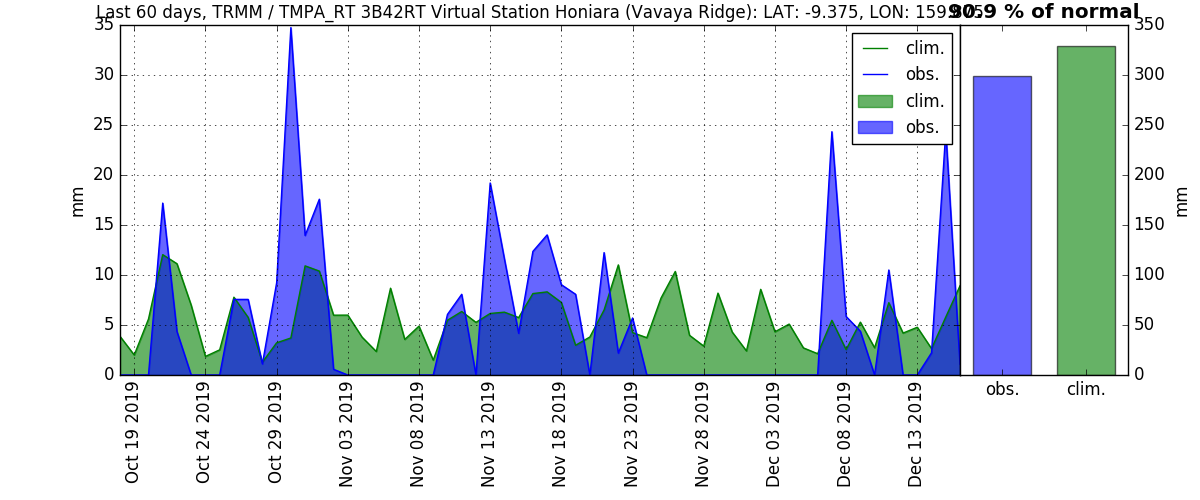 Last 60 days, TRMM / TMPA_RT 3B42RT Virtual Station Honiara (Vavaya Ridge): LAT: -9.375, LON:
90.9 % of normal
35
30
25
20
15
10
5
0
mm
clim.
obs.
clim.
obs.
350
300
250
200
150
100
50
0
mm
obs.
clim.
Oct 19 2019
Oct 24 2019
Oct 29 2019
Nov 03 2019
Nov 08 2019
Nov 13 2019
Nov 18 2019
Nov 23 2019
Nov 28 2019
Dec 03 2019
Dec 08 2019
Dec 13 2019